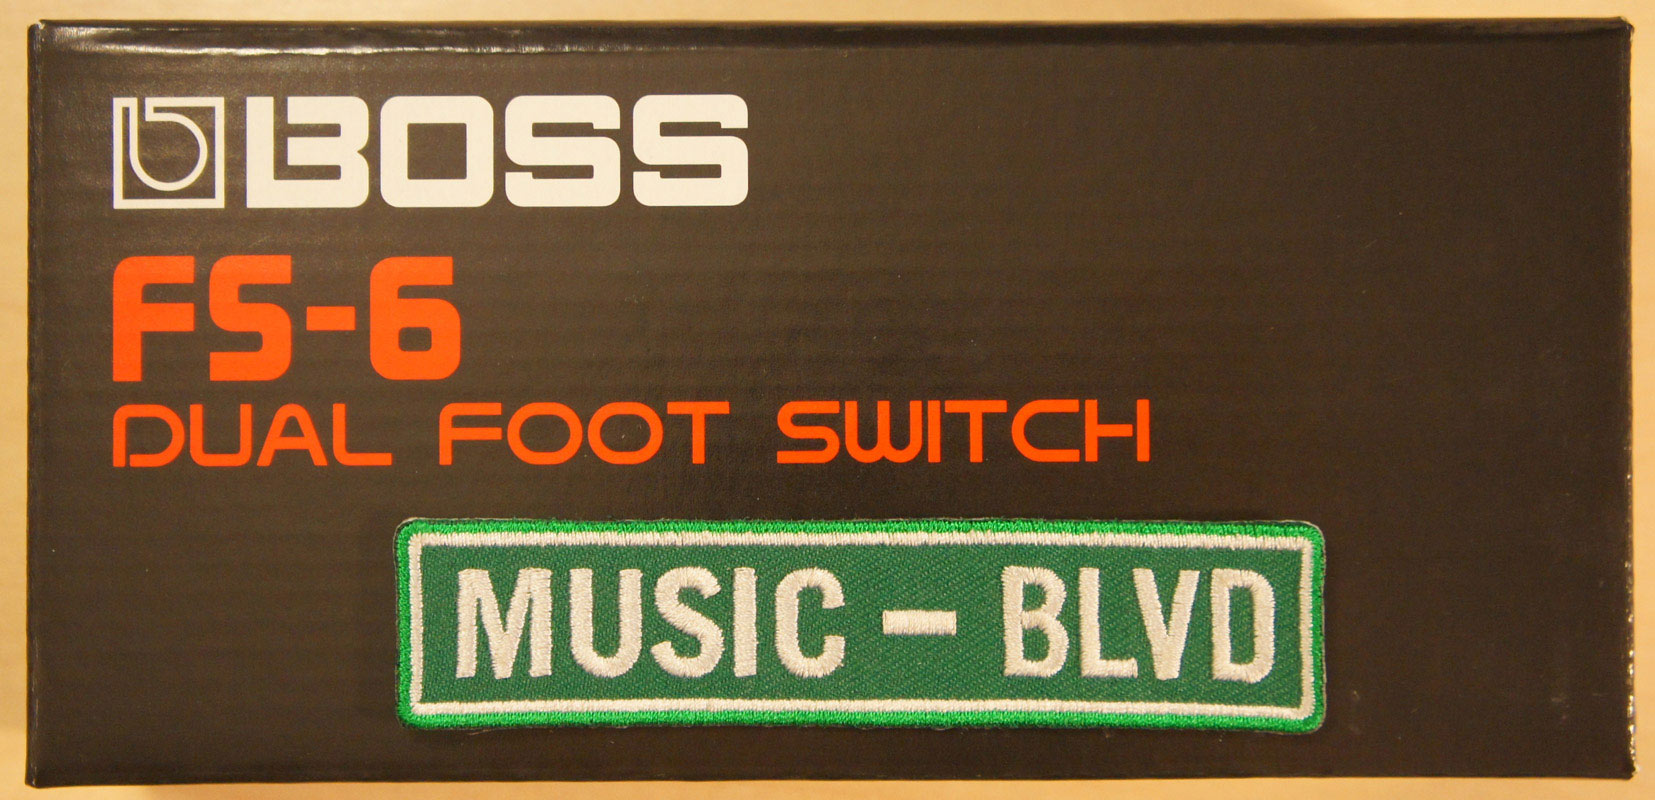 BOSS
FS-6
DUAL FOOT SWITCH
MUSIC - BLVD